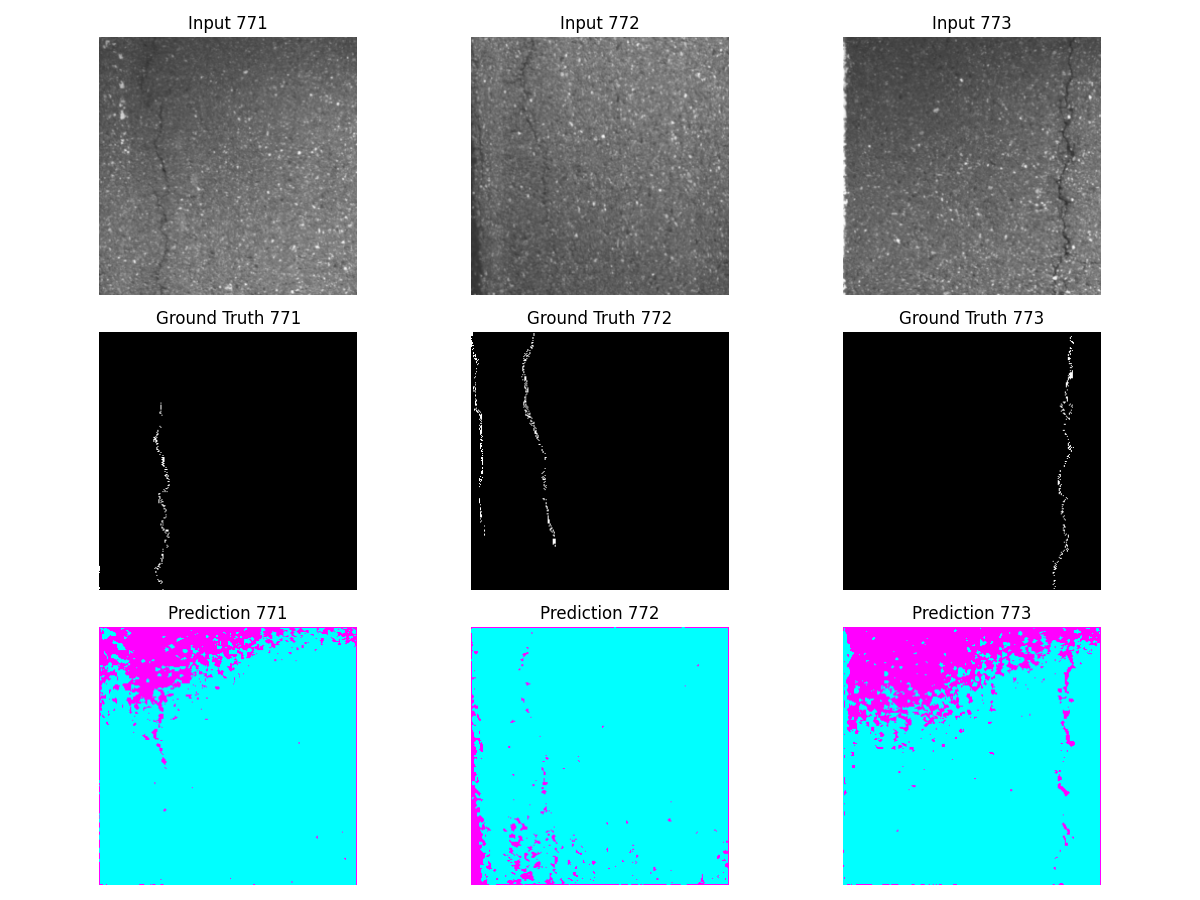 Input 771
Input 772
Input 773
Ground Truth 771
Ground Truth 772
Ground Truth 773
Prediction 771
Prediction 772
Prediction 773